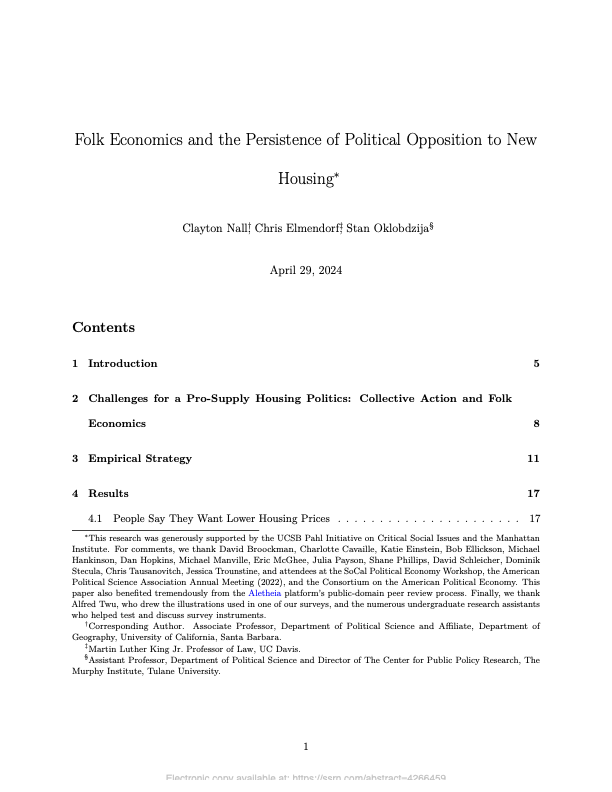 Folk Economics and the Persistence of Political Opposition to New
Housing*
Clayton Nall,† Chris Elmendorf,‡ Stan Oklobdzija§
April 29, 2024
Contents
1 Introduction 5
2 Challenges for a Pro-Supply Housing Politics: Collective Action and Folk
Economics 8
3 Empirical Strategy 11
4 Results 17
4.1 People Say They Want Lower Housing Prices . . . . . . . . . . . . . . . . . . . . . 17
*This research was generously supported by the UCSB Pahl Initiative on Critical Social Issues and the Manhattan
Institute. For comments, we thank David Broockman, Charlotte Cavaille, Katie Einstein, Bob Ellickson, Michael
Hankinson, Dan Hopkins, Michael Manville, Eric McGhee, Julia Payson, Shane Phillips, David Schleicher, Dominik
Stecula, Chris Tausanovitch, Jessica Trounstine, and attendees at the SoCal Political Economy Workshop, the American
Political Science Association Annual Meeting (2022), and the Consortium on the American Political Economy. This
paper also benefited tremendously from the Aletheia platform's public-domain peer review process. Finally, we thank
Alfred Twu, who drew the illustrations used in one of our surveys, and the numerous undergraduate research assistants
who helped test and discuss survey instruments.
†Corresponding Author. Associate Professor, Department of Political Science and Affiliate, Department of
Geography, University of California, Santa Barbara.
‡Martin Luther King Jr. Professor of Law, UC Davis.
§Assistant Professor, Department of Political Science and Director of The Center for Public Policy Research, The
Murphy Institute, Tulane University.
1
Electronic copy available at: https://ssrn.com/abstract=4266459